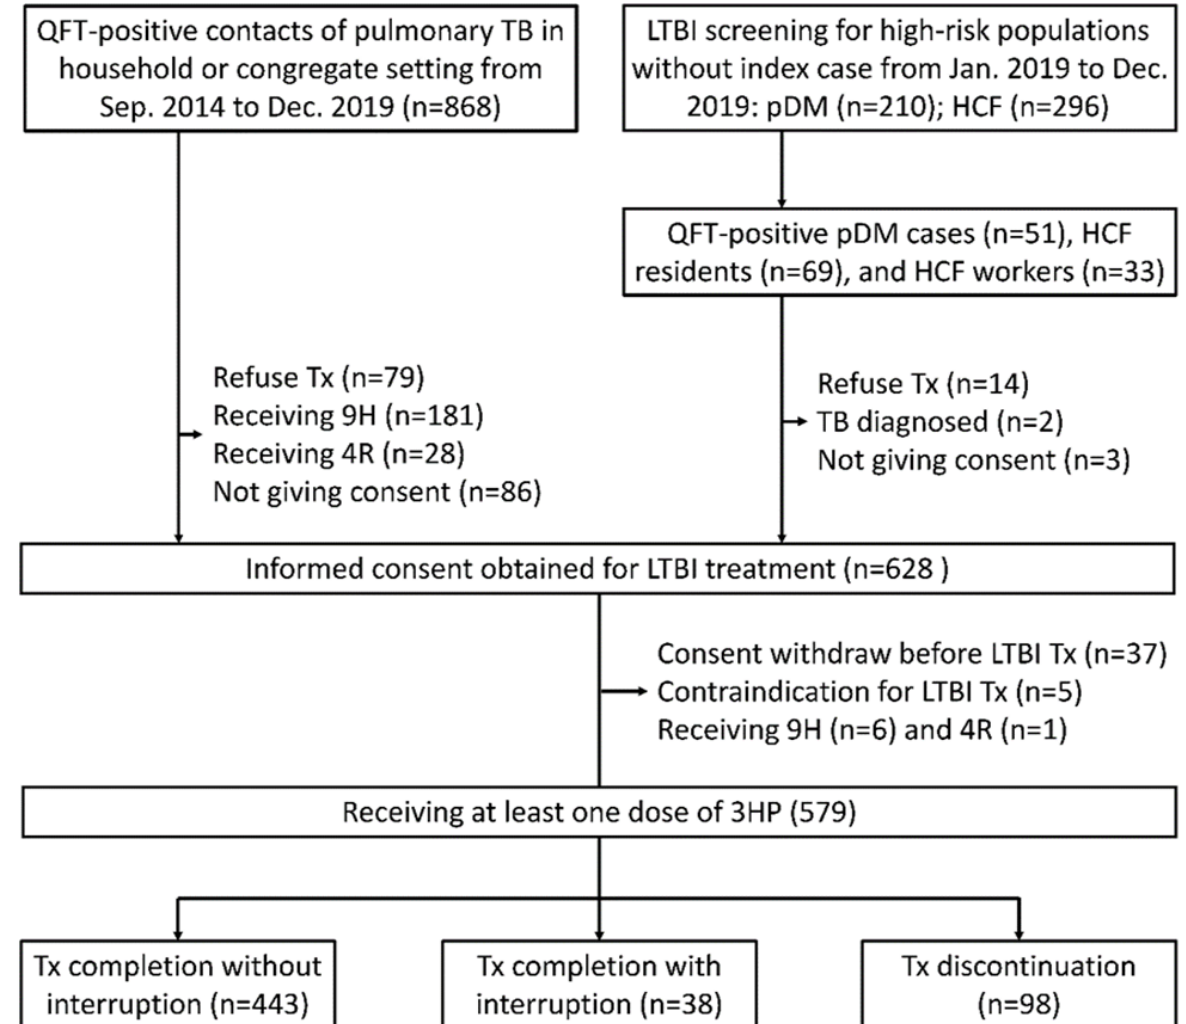 QFT-positive contacts of pulmonary TB in
household or congregate setting from
Sep. 2014 to Dec. 2019 (n=868)
LTBI screening for high-risk populations
without index case from Jan. 2019 to Dec.
2019: pDM (n=210); HCF (n=296)
QFT-positive pDM cases (n=51), HCF
residents (n=69), and HCF workers (n=33)
Refuse Tx (n=79)
Receiving 9H (n=181)
Receiving 4R (n=28)
Not giving consent (n=86)
Refuse Tx (n=14)
TB diagnosed (n=2)
Not giving consent (n=3)
Informed consent obtained for LTBI treatment (n=628 )
Consent withdraw before LTBI Tx (n=37)
Contraindication for LTBI Tx (n=5)
Receiving 9H (n=6) and 4R (n=1)
Receiving at least one dose of 3HP (579)
Tx completion without
interruption (n=443)
Tx completion with
interruption (n=38)
Tx discontinuation
(n=98)